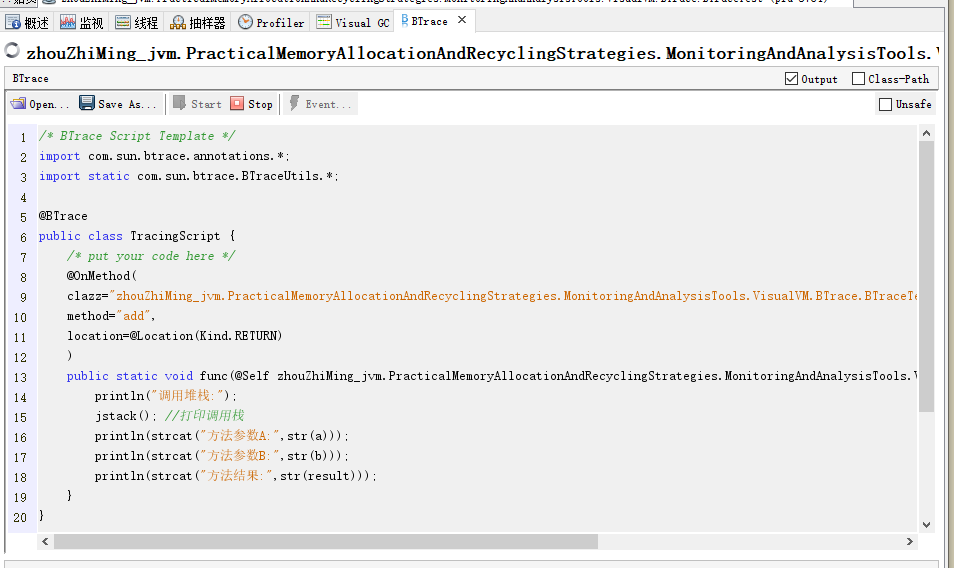 概述 监视 线程 抽样器 Profiler Visual GC BTrace
zhouZhiMing_jvm.PracticalMemoryAllocationAndRecyclingStrategies.MonitoringAndAnalysisTools.
BTrace Output Class-Path
Open... Save As... Start Stop Event... Unsafe
1 /* BTrace Script Template */
2 import com.sun.btrace.annotations.*;
3 import static com.sun.btrace.BTraceUtils.*;
4
5 @BTrace
6 public class TracingScript {
7 /* put your code here */
8 @OnMethod(
9 clazz="zhouZhiMing_jvm.PracticalMemoryAllocationAndRecyclingStrategies.MonitoringAndAnalysisTools.VisualVM.BTrace.BTraceTe
10 method="add",
11 location=@Location(Kind.RETURN)
12 )
13 public static void func(@Self zhouZhiMing_jvm.PracticalMemoryAllocationAndRecyclingStrategies.MonitoringAndAnalysisTools.V
14 println("调用堆栈:");
15 jstack(); //打印调用栈
16 println(strcat("方法参数A:",str(a)));
17 println(strcat("方法参数B:",str(b)));
18 println(strcat("方法结果:",str(result)));
19 }
20 }